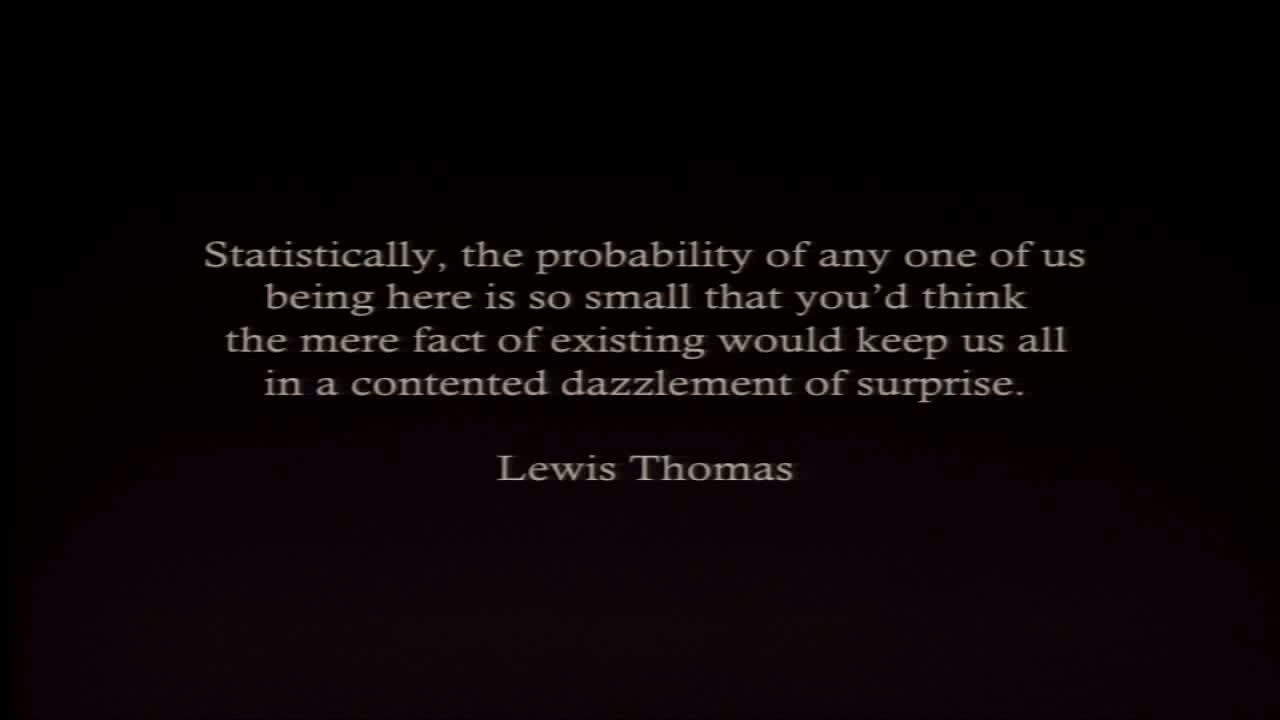 Statistically, the probability of any one of us
being here is so small that you’d think
the mere fact of existing would keep us all
in a contented dazzlement of surprise.
Lewis Thomas